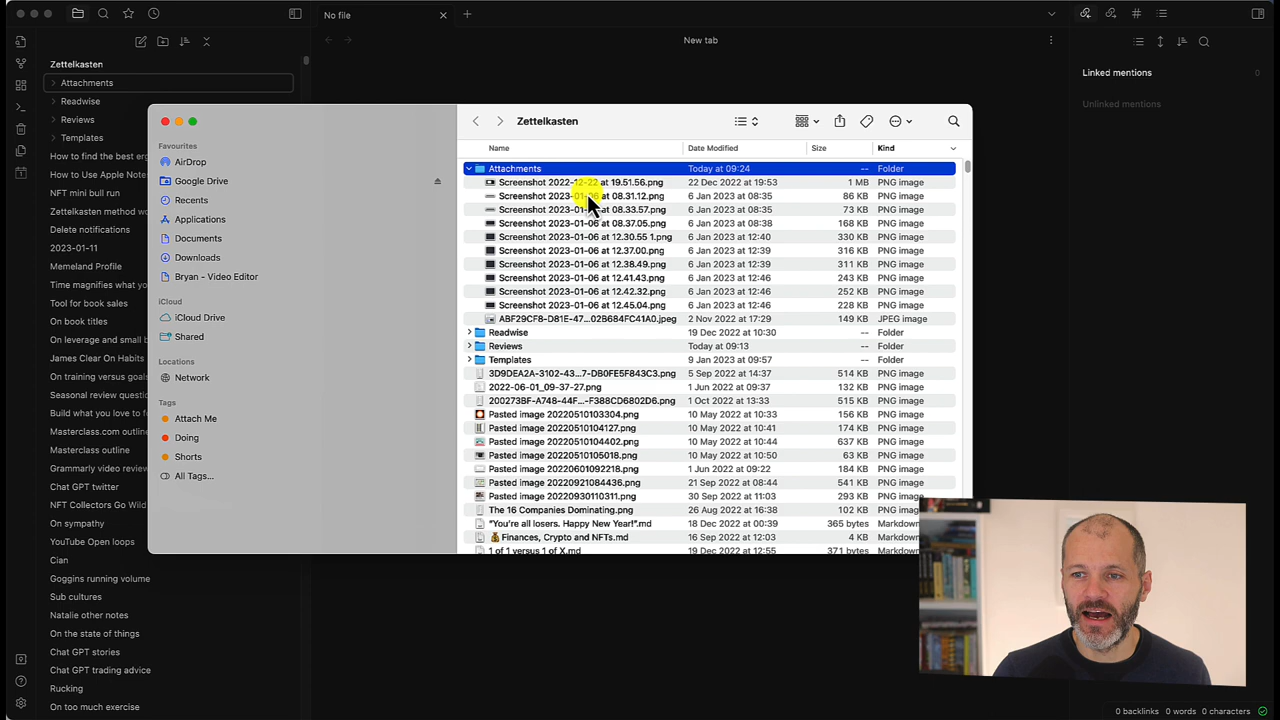 No file
New tab
Zettelkasten
Attachments
Readwise
Reviews
Templates
How to find the best erg
How to use Apple Notes
NFT mini bull run
Zettelkasten method w
Delete notifications
2023-01-11
Memeland Profile
Time magnifies what y
Tool for book sales
On book titles
On leverage and small b
James Clear On Habits
On training versus goals
Seasonal review questio
Build what you love to f
Masterclass.com outline
Masterclass outline
Grammarly video review
Chat GPT twitter
NFT Collectors Go Wild
On sympathy
YouTube Open loops
Cian
Goggins running volume
Sub cultures
Natalie other notes
On the state of things
Chat GPT stories
Chat GPT trading advice
Rucking
On too much exercise
Favourites
AirDrop
Google Drive
Recents
Applications
Documents
Downloads
Bryan - Video Editor
iCloud
iCloud Drive
Shared
Locations
Network
Tags
Attach Me
Doing
Shorts
All Tags...
Zettelkasten
Name Date Modified Size Kind
Attachments Today at 09:24 -- Folder
Screenshot 2022-12-22 at 19.51.56.png 22 Dec 2022 at 19:53 1 MB PNG image
Screenshot 2023-01-06 at 08.31.12.png 6 Jan 2023 at 08:35 86 KB PNG image
Screenshot 2023-01-06 at 08.33.57.png 6 Jan 2023 at 08:35 73 KB PNG image
Screenshot 2023-01-06 at 08.37.05.png 6 Jan 2023 at 08:38 168 KB PNG image
Screenshot 2023-01-06 at 12.30.55 1.png 6 Jan 2023 at 12:40 330 KB PNG image
Screenshot 2023-01-06 at 12.37.00.png 6 Jan 2023 at 12:39 316 KB PNG image
Screenshot 2023-01-06 at 12.38.49.png 6 Jan 2023 at 12:39 311 KB PNG image
Screenshot 2023-01-06 at 12.41.43.png 6 Jan 2023 at 12:46 243 KB PNG image
Screenshot 2023-01-06 at 12.42.32.png 6 Jan 2023 at 12:46 252 KB PNG image
Screenshot 2023-01-06 at 12.45.04.png 6 Jan 2023 at 12:46 228 KB PNG image
ABF29CF8-D81E-47...02B684FC41A0.jpeg 2 Nov 2022 at 17:29 149 KB JPEG image
Readwise 19 Dec 2022 at 10:30 -- Folder
Reviews Today at 09:13 -- Folder
Templates 9 Jan 2023 at 09:57 -- Folder
3D9DEA2A-3102-43...7-DB0FE5F843C3.png 5 Sep 2022 at 14:37 514 KB PNG image
2022-06-01_09-37-27.png 1 Jun 2022 at 09:37 132 KB PNG image
200273BF-A748-44F...-F388CD6802D6.png 1 Oct 2022 at 13:33 515 KB PNG image
Pasted image 20220510103304.png 10 May 2022 at 10:33 156 KB PNG image
Pasted image 20220510104127.png 10 May 2022 at 10:41 174 KB PNG image
Pasted image 20220510104402.png 10 May 2022 at 10:44 637 KB PNG image
Pasted image 20220510105018.png 10 May 2022 at 10:50 63 KB PNG image
Pasted image 20220601092218.png 1 Jun 2022 at 09:22 184 KB PNG image
Pasted image 20220921084436.png 21 Sep 2022 at 08:44 541 KB PNG image
Pasted image 20220930110311.png 30 Sep 2022 at 11:03 293 KB PNG image
The 16 Companies Dominating.png 26 Aug 2022 at 16:38 102 KB PNG image
"You're all losers. Happy New Year!".md 18 Dec 2022 at 00:39 365 bytes Markdown
💰Finances, Crypto and NFTs.md 16 Sep 2022 at 12:03 4 KB Markdown
1 of 1 versus 1 of X.md 19 Dec 2022 at 12:55 371 bytes Markdown
Linked mentions 0
Unlinked mentions
0 backlinks 0 words 0 characters